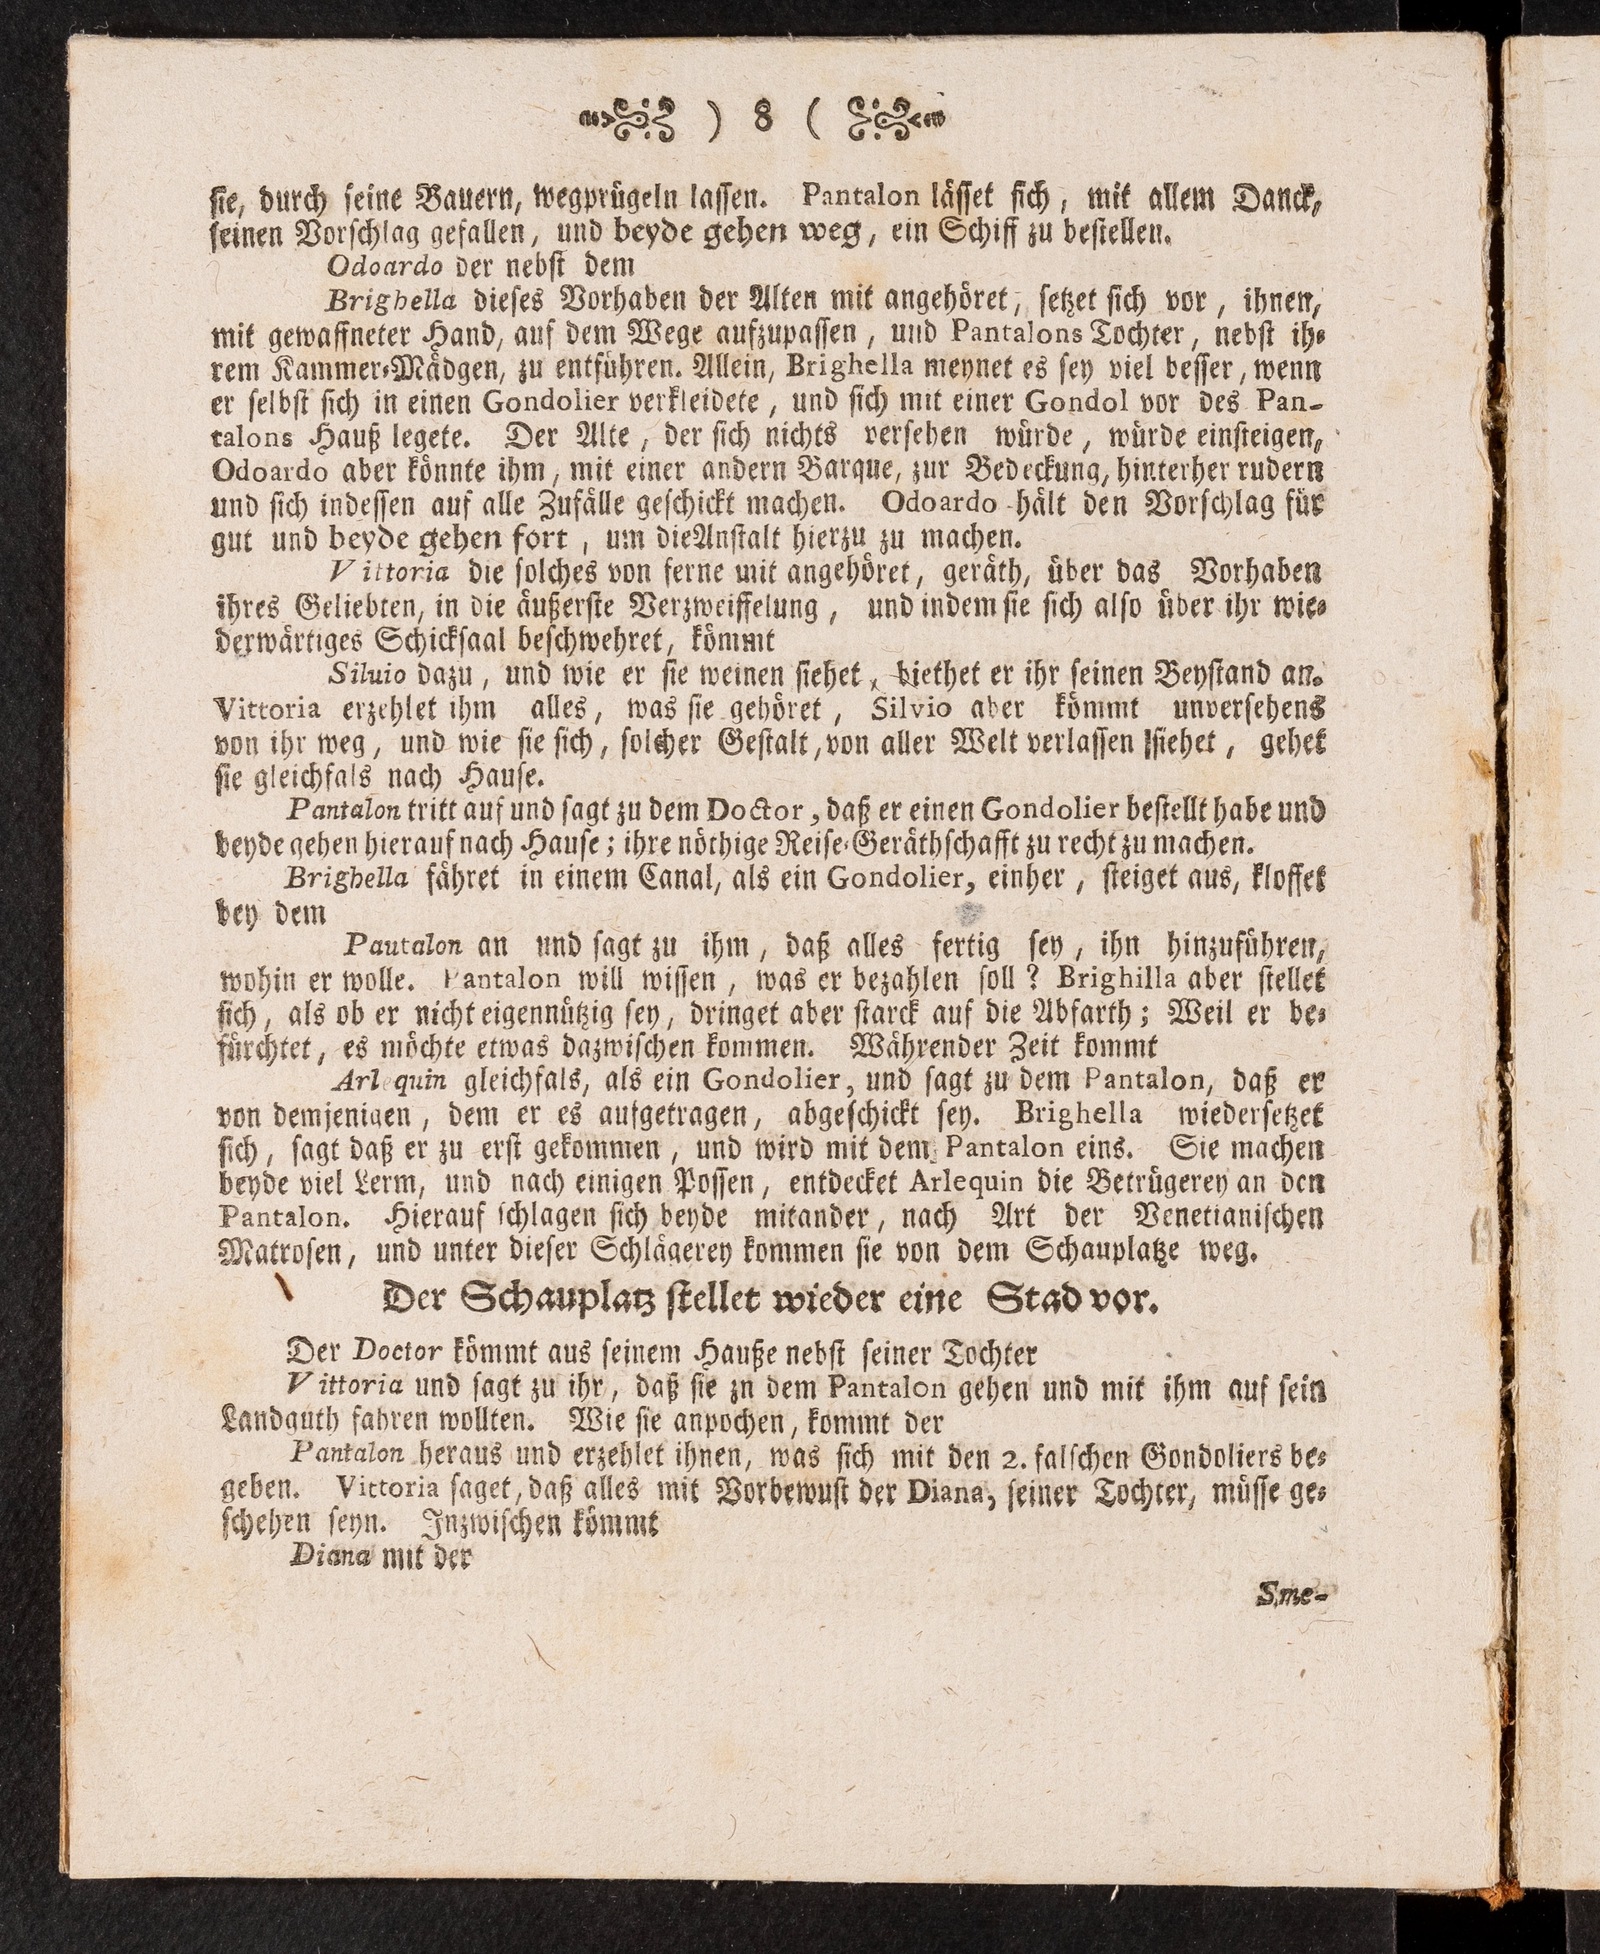 ) 8 (
sie, durch seine Bauern, wegprügeln lassen. Pantalon lässet sich, mit allem Danck,
seinen Vorschlag gefallen, und beyde gehen weg, ein Schiff zu bestellen.
Odoardo der nebst dem
Brighella dieses Vorhaben der Alten mit angehöret, setzet sich vor, ihnen,
mit gewaffneter Hand, auf dem Wege aufzupassen, und Pantalons Tochter, nebst ih-
rem Kammer-Mädgen, zu entführen. Allein, Brighella meynet es sey viel besser, wenn
er selbst sich in einen Gondolier verkleidete, und sich mit einer Gondol vor des Pan-
talons Hauß legete. Der Alte, der sich nichts versehen würde, würde einsteigen,
Odoardo aber könnte ihm, mit einer andern Barque, zur Bedeckung, hinterher rudern
und sich indessen auf alle Zufälle geschickt machen. Odoardo hält den Vorschlag für
gut und beyde gehen fort, um die Anstalt hierzu zu machen.
Vittoria die solches von ferne mit angehöret, geräth, über das Vorhaben
ihres Geliebten, in die äußerste Verzweiffelung, und indem sie sich also über ihr wie-
derwärtiges Schicksaal beschwehret, kömmt
Siluio dazu, und wie er sie weinen siehet, biethet er ihr seinen Beystand an.
Vittoria erzehlet ihm alles, was sie gehöret, Silvio aber kömmt unversehens
von ihr weg, und wie sie sich, solcher Gestalt, von aller Welt verlassen siehet, gehet
sie gleichfals nach Hause.
Pantalon tritt auf und sagt zu dem Doctor, daß er einen Gondolier bestellt habe und
beyde gehen hierauf nach Hause; ihre nöthige Reise-Geräthschafft zu recht zu machen.
Brighella fähret in einem Canal, als ein Gondolier, einher, steiget aus, kloffet
bey dem
Pautalon an und sagt zu ihm, daß alles fertig sey, ihn hinzuführen,
wohin er wolle. Pantalon will wissen, was er bezahlen soll? Brighilla aber stellet
sich, als ob er nicht eigennützig sey, dringet aber starck auf die Abfarth; Weil er be-
fürchtet, es möchte etwas dazwischen kommen. Währender Zeit kommt
Arlequin gleichfals, als ein Gondolier, und sagt zu dem Pantalon, daß er
von demjenigen, dem er es aufgetragen, abgeschickt sey. Brighella wiedersetzet
sich, sagt daß er zu erst gekommen, und wird mit dem Pantalon eins. Sie machen
beyde viel Lerm, und nach einigen Possen, entdecket Arlequin die Betrügerey an den
Pantalon. Hierauf schlagen sich beyde mitander, nach Art der Venetianischen
Matrosen, und unter dieser Schlägerey kommen sie von dem Schauplatze weg.
Der Schauplatz stellet wieder eine Stad vor.
Der Doctor kömmt aus seinem Hauße nebst seiner Tochter
Vittoria und sagt zu ihr, daß sie zn dem Pantalon gehen und mit ihm auf sein
Landguth fahren wollten. Wie sie anpochen, kommt der
Pantalon heraus und erzehlet ihnen, was sich mit den 2. falschen Gondoliers be-
geben. Vittoria saget, daß alles mit Vorbewust der Diana, seiner Tochter, müsse ge-
schehen seyn. Inzwischen kömmt
Diana mit der
Sme-